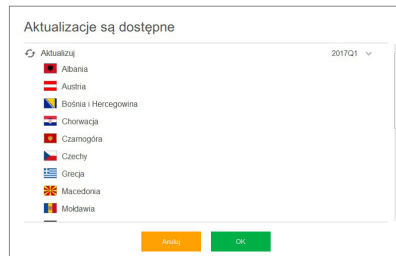 Aktualizacje są dostępne
Aktualizuj 2017Q1
Albania
Austria
Bośnia i Hercegowina
Chorwacja
Czarnogóra
Czechy
Grecja
Macedonia
Mołdawia
Anuluj OK